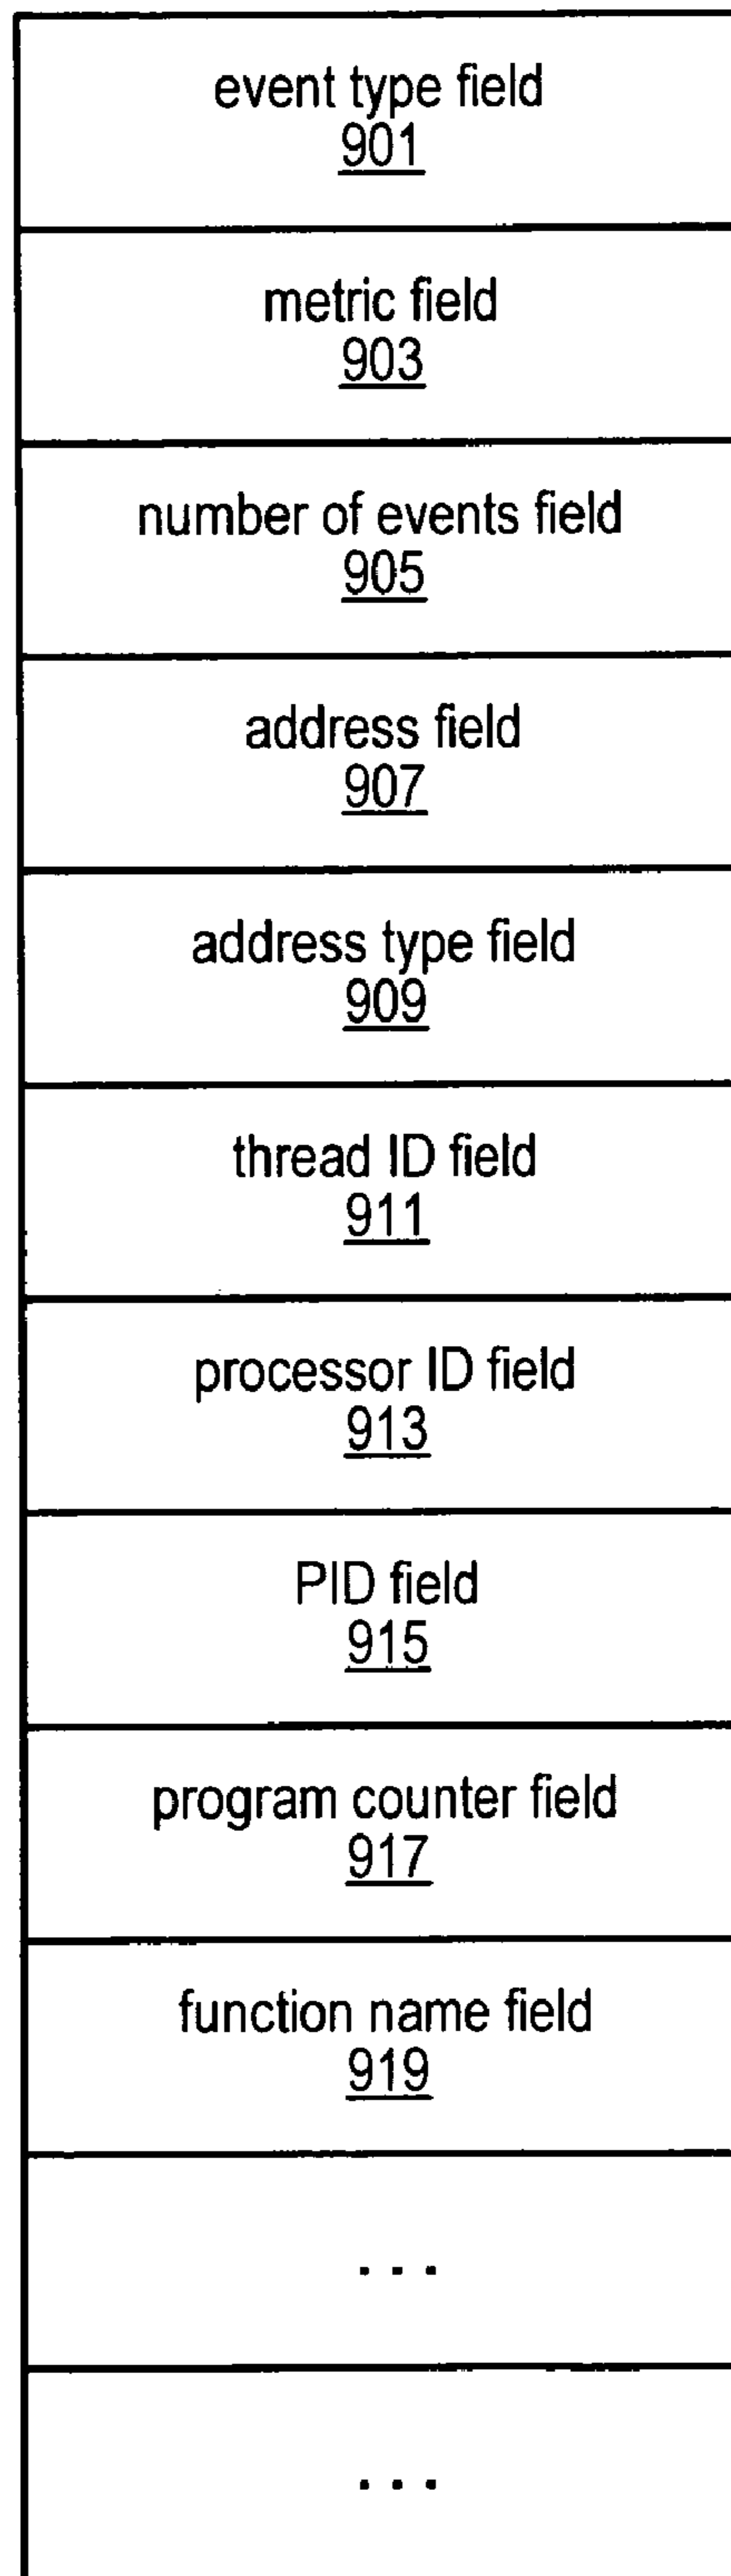 event type field
901
metric field
903
number of events field
905
address field
907
address type field
909
thread ID field
911
processor ID field
913
PID field
915
program counter field
917
function name field
919
...
...